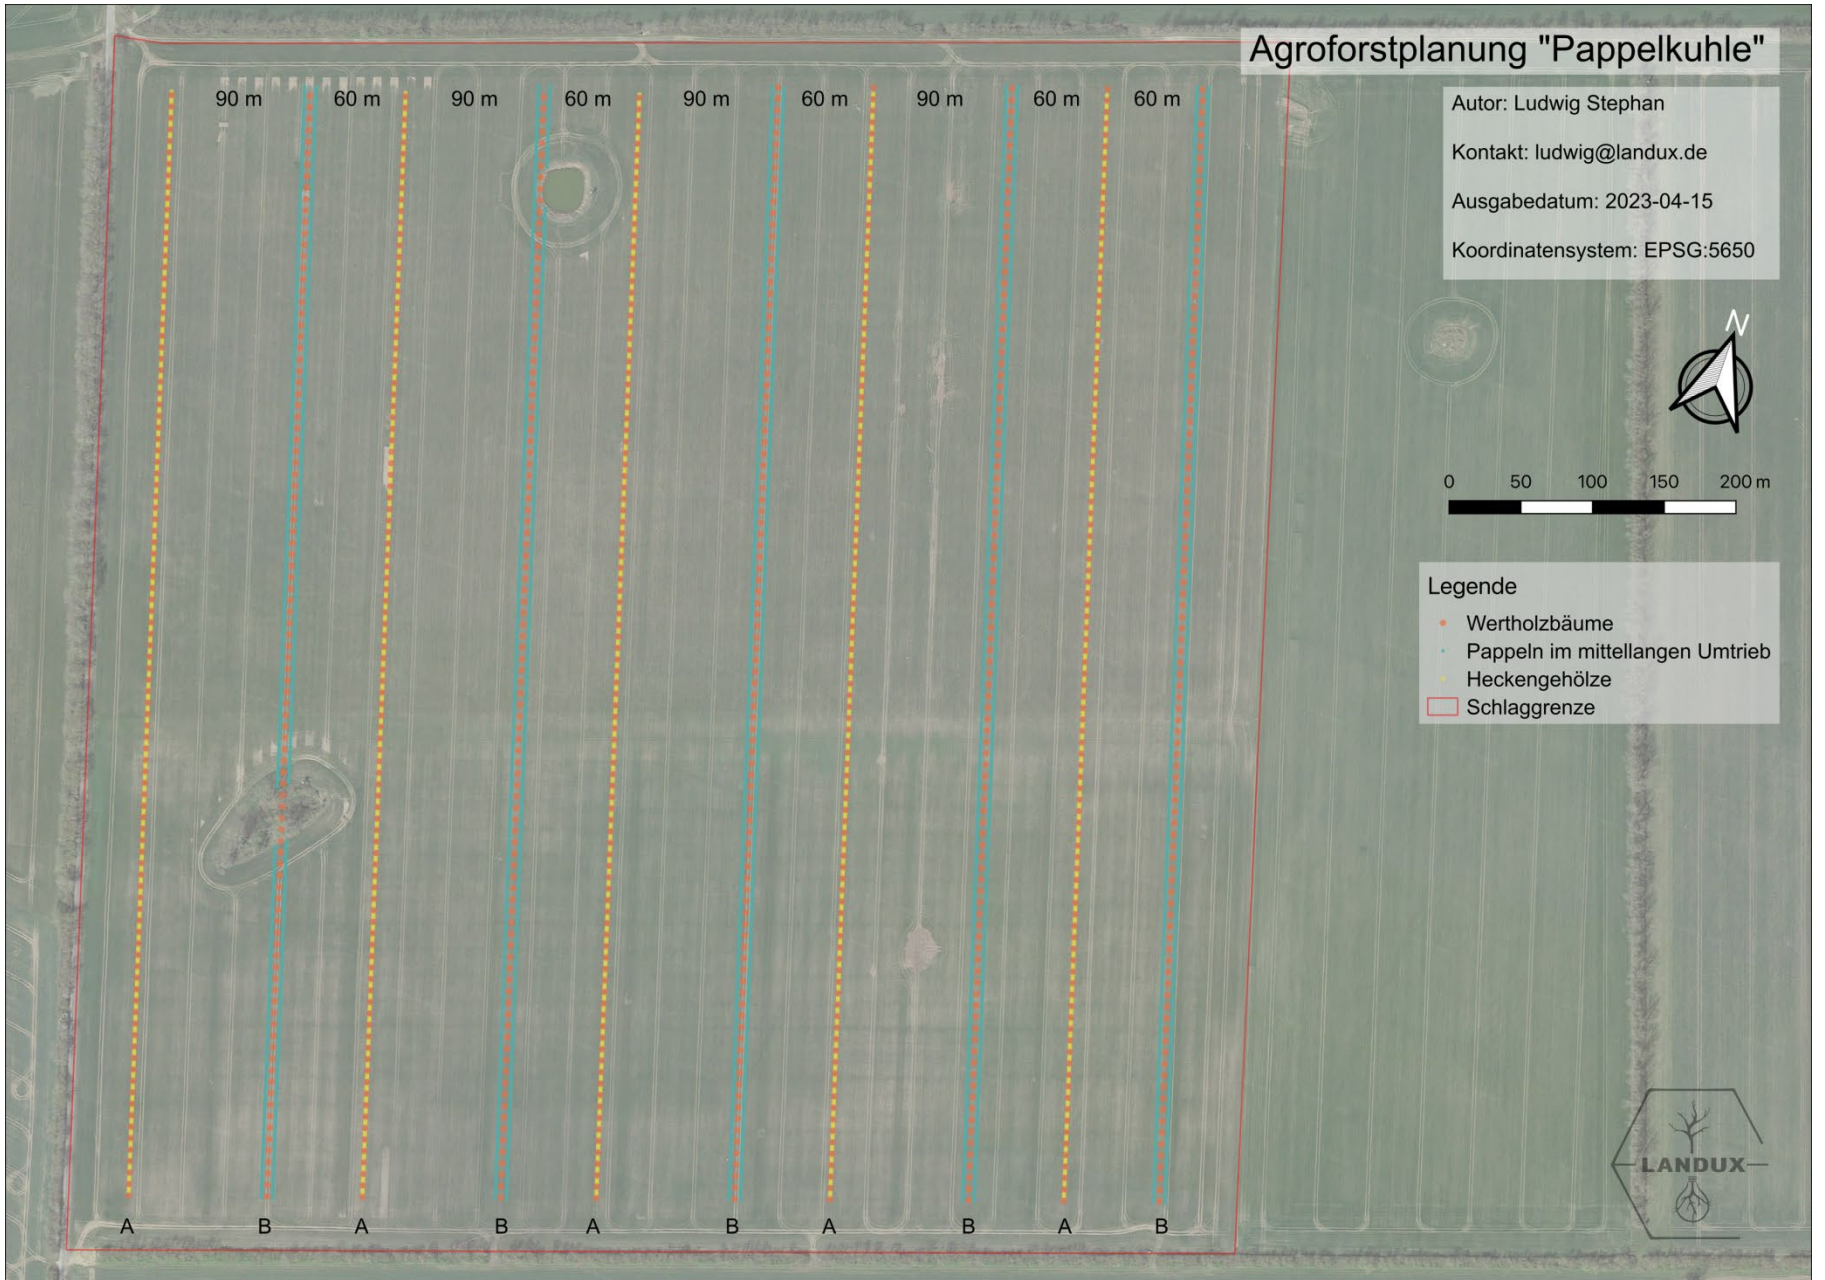 Agroforstplanung "Pappelkuhle"
90 m 60 m 90 m 60 m 90 m 60 m 90 m 60 m 60 m
Autor: Ludwig Stephan
Kontakt: ludwig@landux.de
Ausgabedatum: 2023-04-15
Koordinatensystem: EPSG:5650
N
0 50 100 150 200 m
Legende
Wertholzbäume
Pappeln im mittellangen Umtrieb
Heckengehölze
Schlaggrenze
LANDUX
A B A B A B A B A B